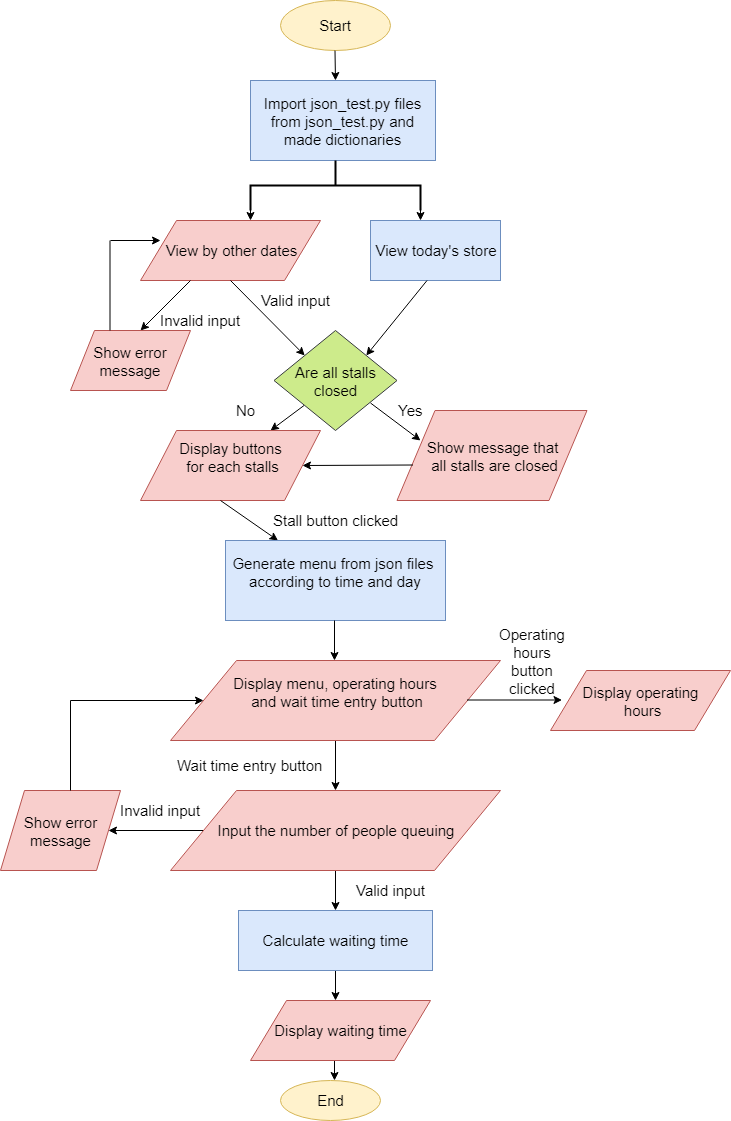 Start
Import json_test.py files
from json_test.py and
made dictionaries
View by other dates
View today's store
Valid input
Invalid input
Show error
message
Are all stalls
closed
No
Yes
Display buttons
for each stalls
Show message that
all stalls are closed
Stall button clicked
Generate menu from json files
according to time and day
Operating
hours
button
clicked
Display menu, operating hours
and wait time entry button
Display operating
hours
Wait time entry button
Invalid input
Show error
message
Input the number of people queuing
Valid input
Calculate waiting time
Display waiting time
End